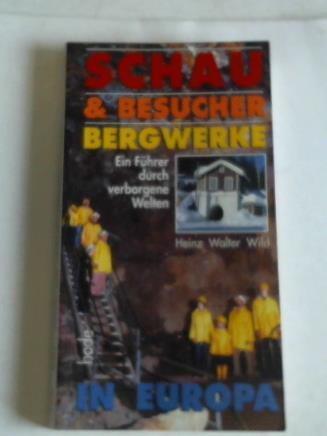 SCHAU
& BESUCHER
BERGWERKE
Ein Führer
durch
verborgene
Welten
Heinz Walter Wild
bode
IN EUROPA